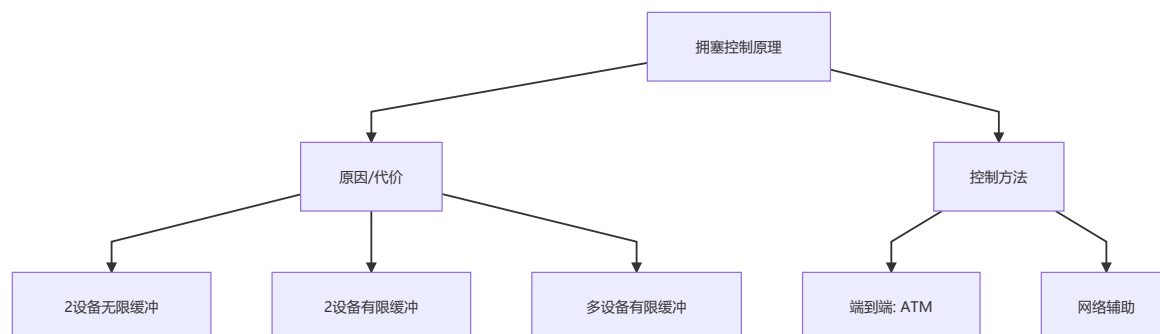 拥塞控制原理
原因/代价
控制方法
2设备无限缓冲
2设备有限缓冲
多设备有限缓冲
端到端: ATM
网络辅助